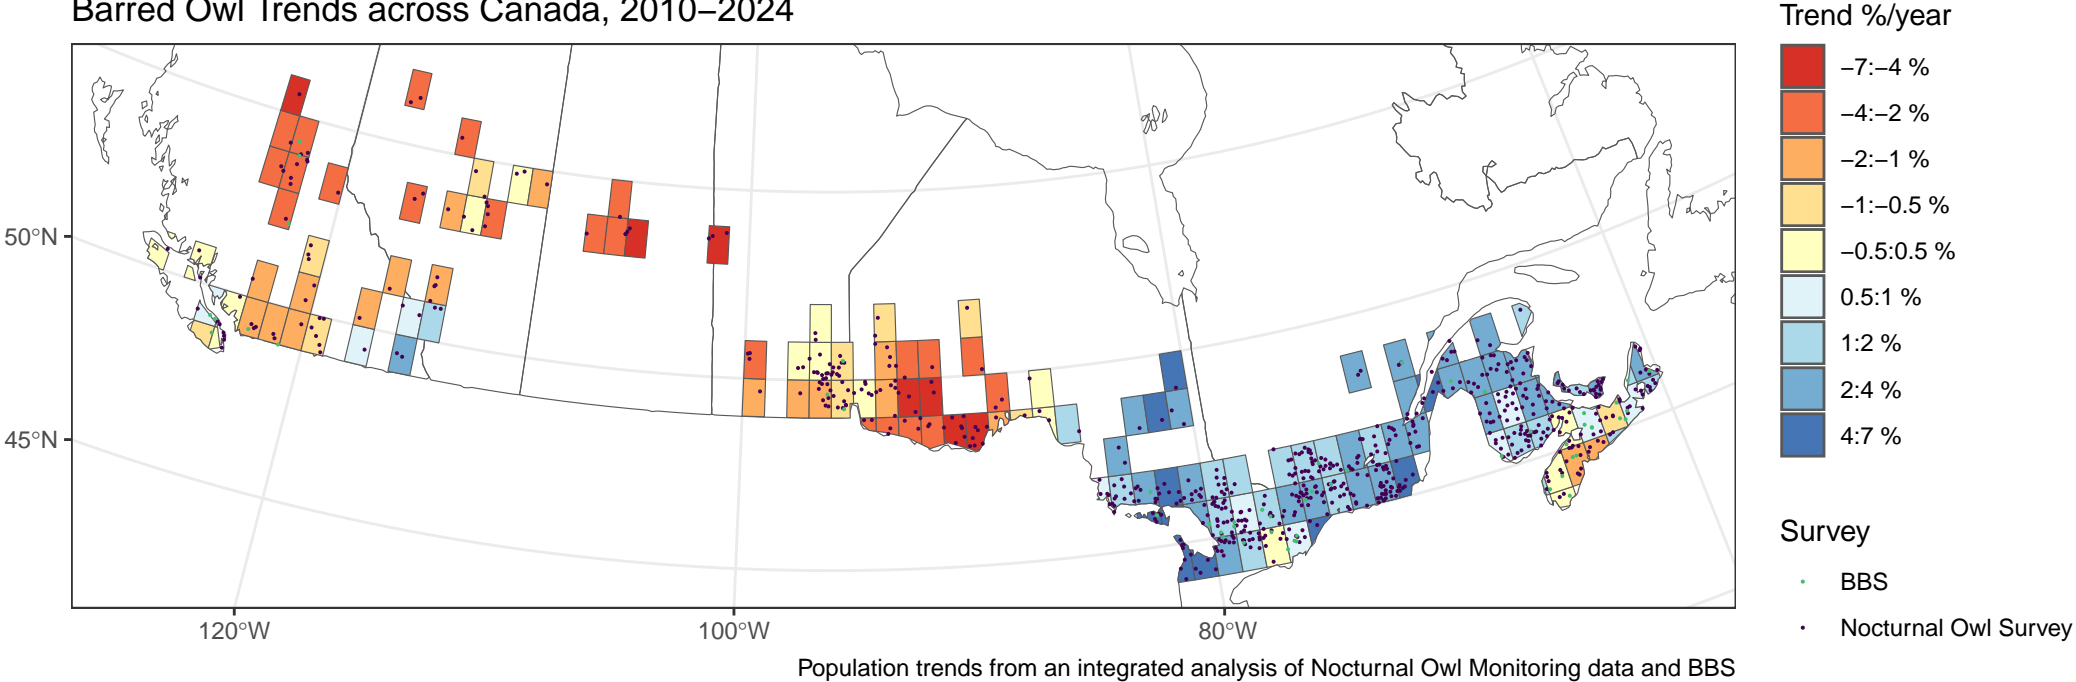 Barred Owl Trends across Canada, 2010−2024
Trend %/year
−7:−4 %
−4:−2 %
−2:−1 %
−1:−0.5 %
−0.5:0.5 %
0.5:1 %
1:2 %
2:4 %
4:7 %
Survey
BBS
Nocturnal Owl Survey
50°N
45°N
120°W
100°W
80°W
Population trends from an integrated analysis of Nocturnal Owl Monitoring data and BBS